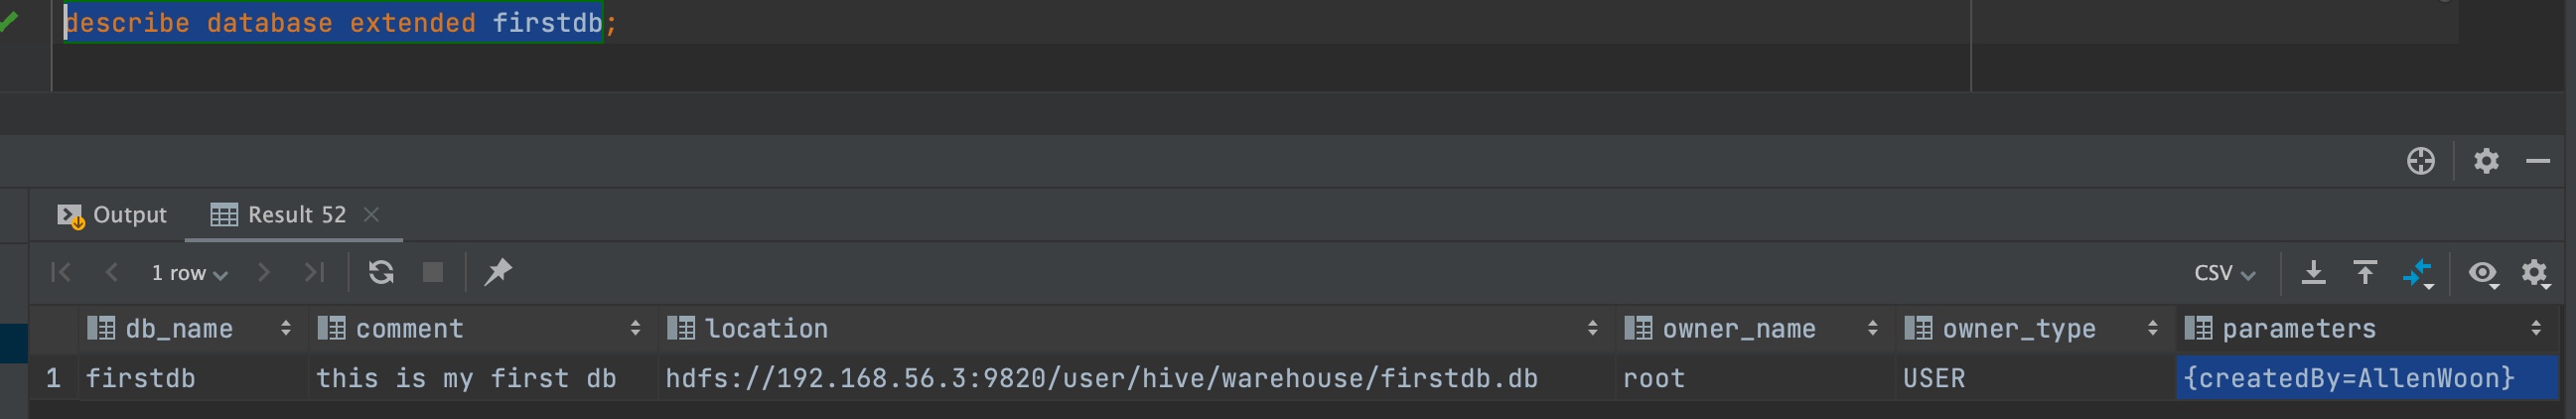 describe database extended firstdb;
Output Result 52
1 row CSV
db_name comment location owner_name owner_type parameters
1 firstdb this is my first db hdfs://192.168.56.3:9820/user/hive/warehouse/firstdb.db root USER {createdBy=AllenWoon}